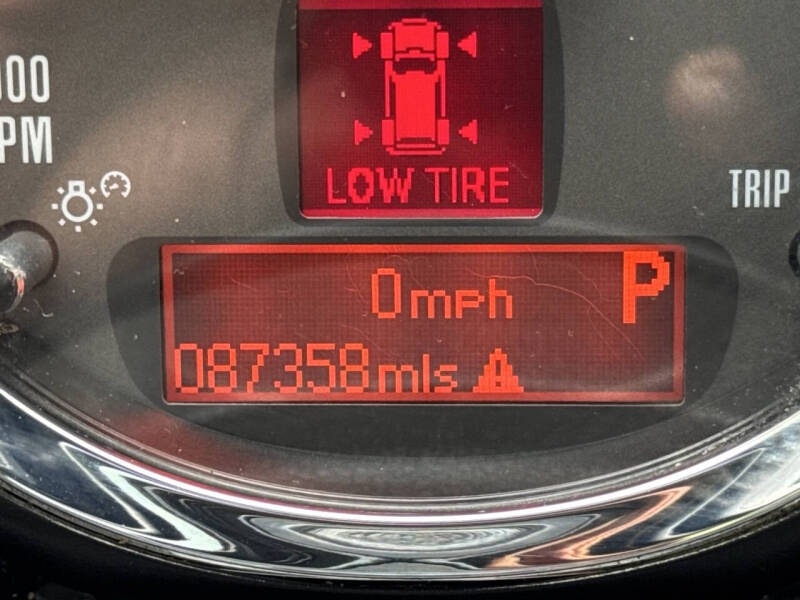 000
PM
LOW TIRE
TRIP
0mph P
087358mls